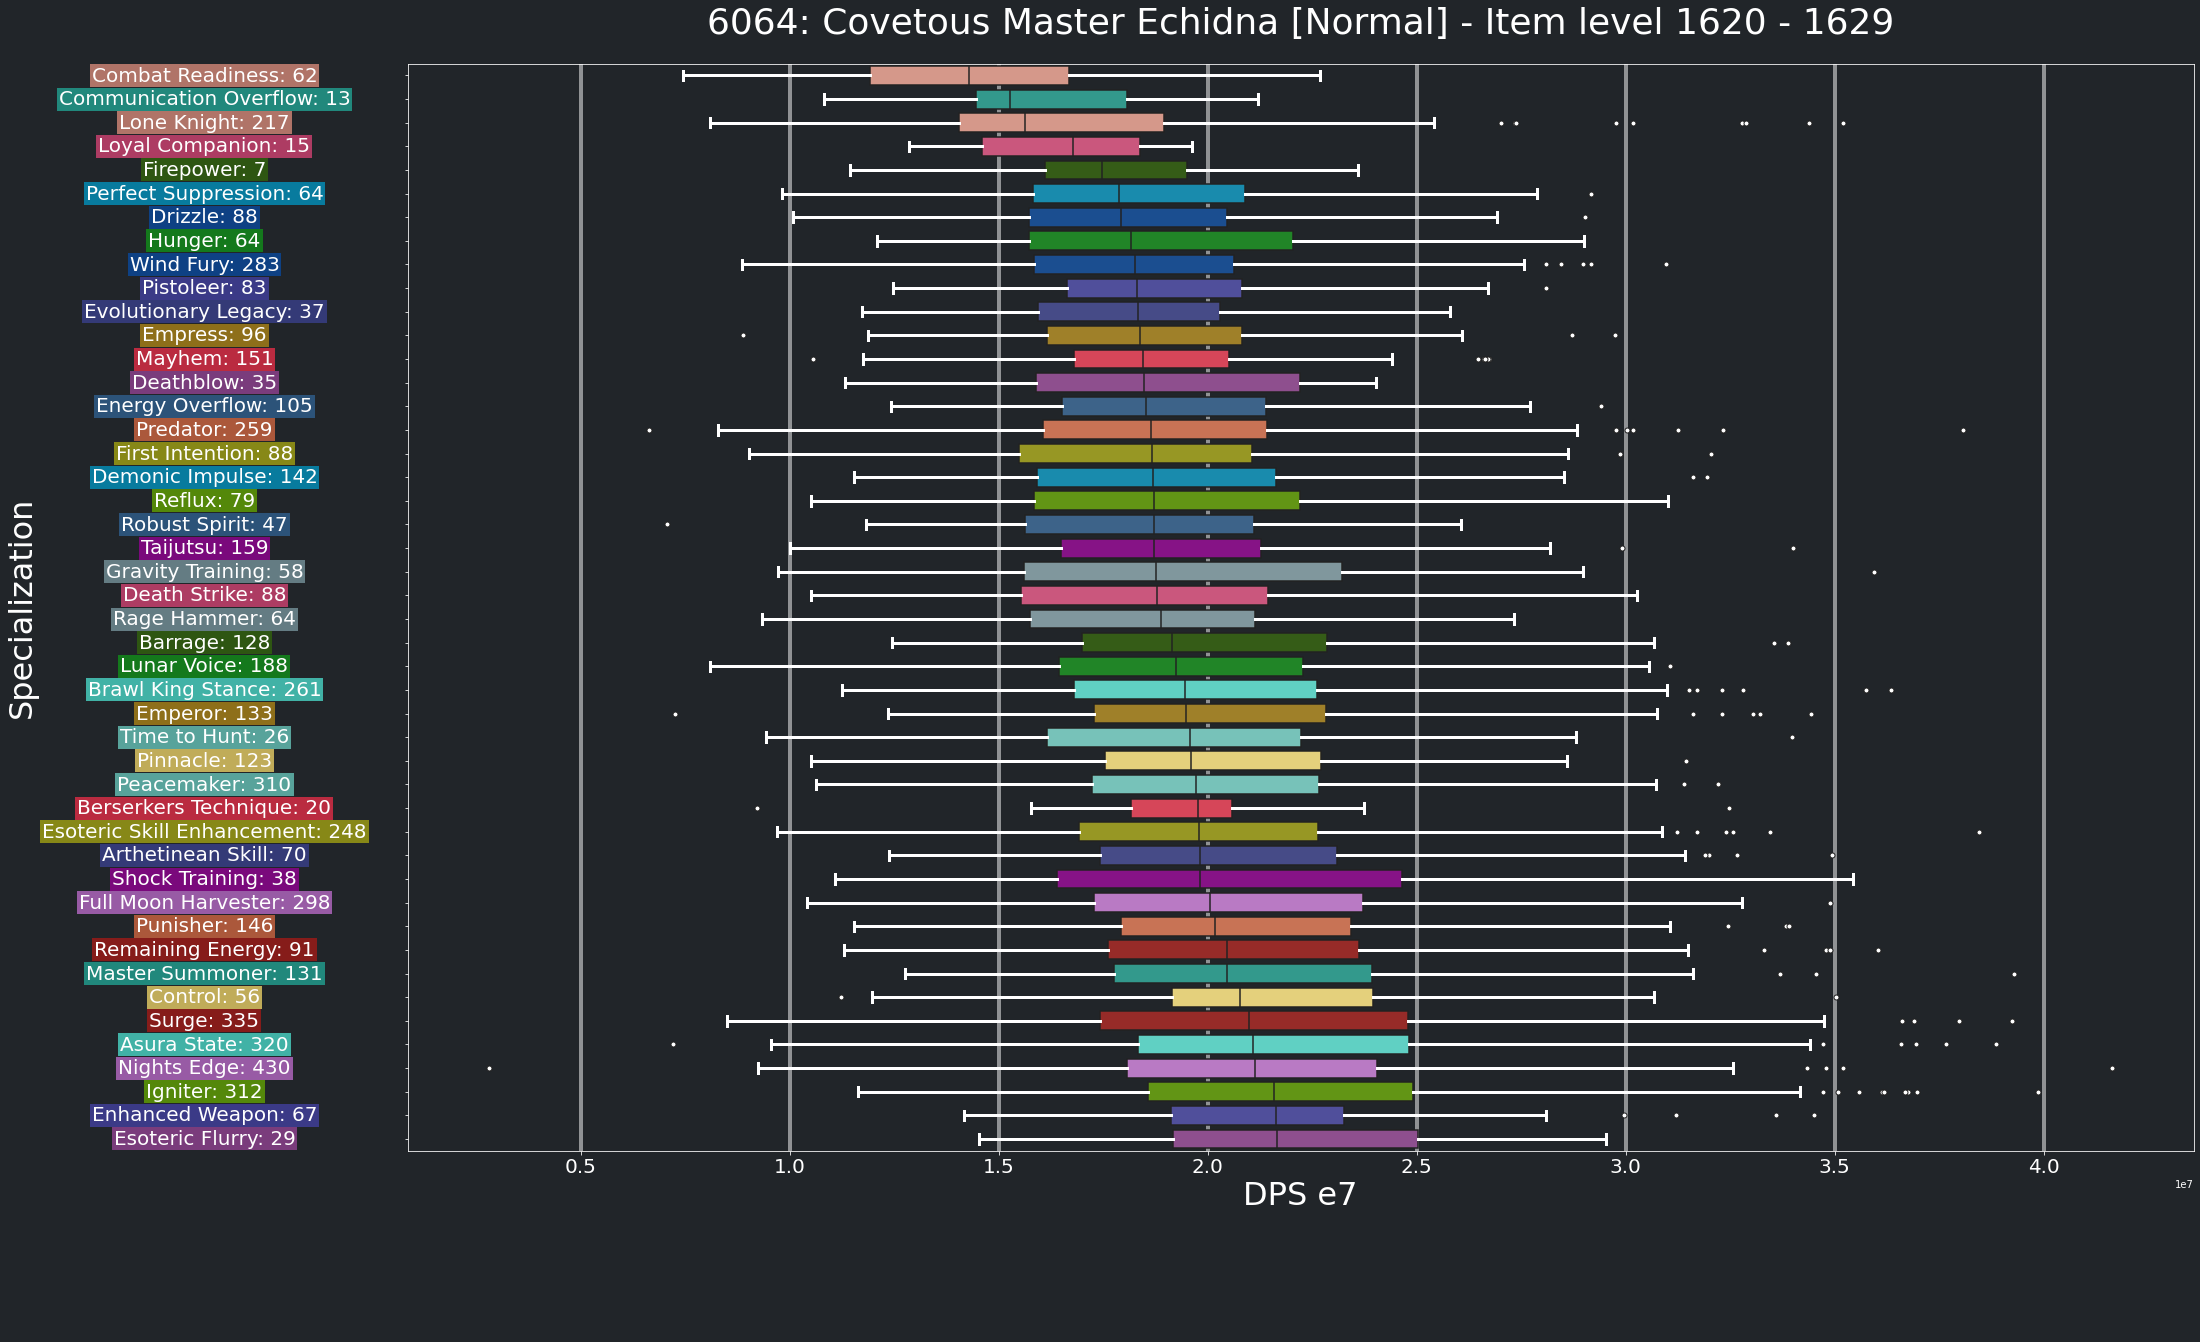 6064: Covetous Master Echidna [Normal] - Item level 1620 - 1629
Combat Readiness: 62
Communication Overflow: 13
Lone Knight: 217
Loyal Companion: 15
Firepower: 7
Perfect Suppression: 64
Drizzle: 88
Hunger: 64
Wind Fury: 283
Pistoleer: 83
Evolutionary Legacy: 37
Empress: 96
Mayhem: 151
Deathblow: 35
Energy Overflow: 105
Predator: 259
First Intention: 88
Demonic Impulse: 142
Reflux: 79
Robust Spirit: 47
Taijutsu: 159
Gravity Training: 58
Death Strike: 88
Rage Hammer: 64
Barrage: 128
Lunar Voice: 188
Brawl King Stance: 261
Emperor: 133
Time to Hunt: 26
Pinnacle: 123
Peacemaker: 310
Berserkers Technique: 20
Esoteric Skill Enhancement: 248
Arthetinean Skill: 70
Shock Training: 38
Full Moon Harvester: 298
Punisher: 146
Remaining Energy: 91
Master Summoner: 131
Control: 56
Surge: 335
Asura State: 320
Nights Edge: 430
Igniter: 312
Enhanced Weapon: 67
Esoteric Flurry: 29
Specialization
0.5 1.0 1.5 2.0 2.5 3.0 3.5 4.0
1e7
DPS e7